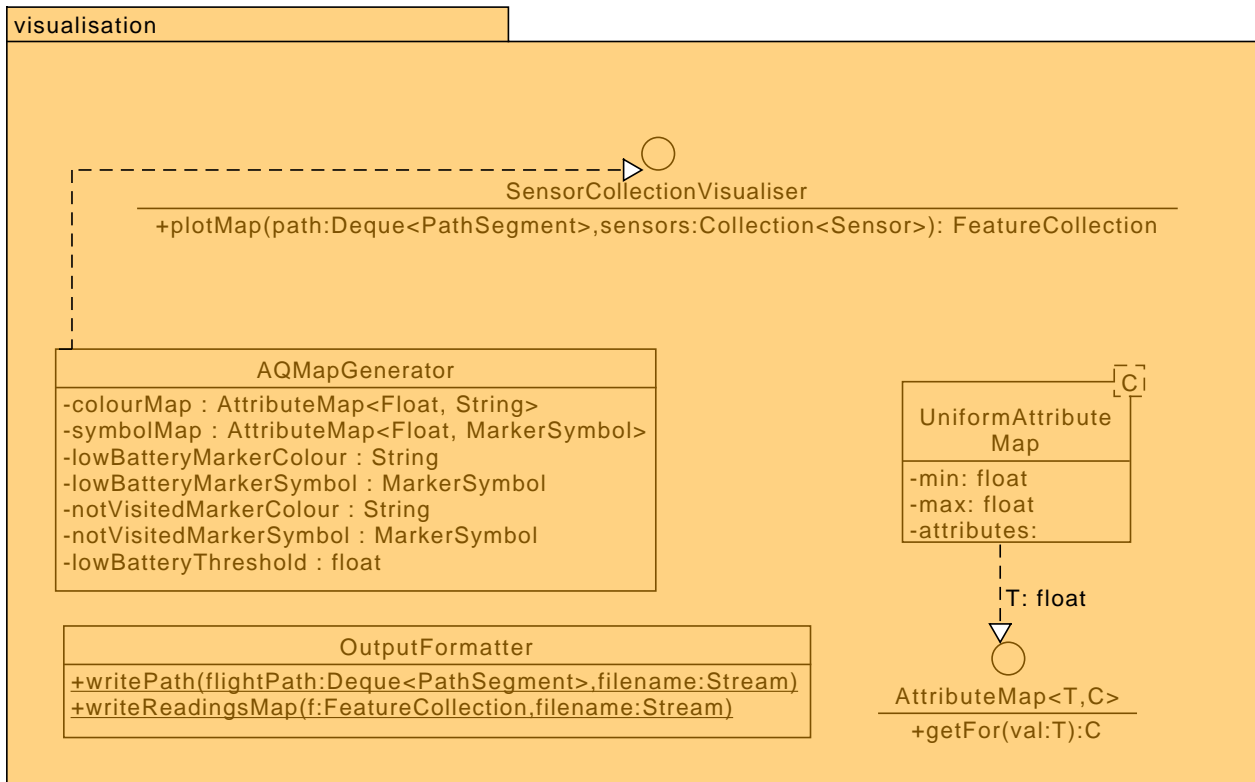 visualisation
SensorCollectionVisualiser
+plotMap(path:Deque<PathSegment>,sensors:Collection<Sensor>): FeatureCollection
AQMapGenerator
-colourMap : AttributeMap<Float, String>
-symbolMap : AttributeMap<Float, MarkerSymbol>
-lowBatteryMarkerColour : String
-lowBatteryMarkerSymbol : MarkerSymbol
-notVisitedMarkerColour : String
-notVisitedMarkerSymbol : MarkerSymbol
-lowBatteryThreshold : float
C
UniformAttribute
Map
-min: float
-max: float
-attributes:
T: float
OutputFormatter
+writePath(flightPath:Deque<PathSegment>,filename:Stream)
+writeReadingsMap(f:FeatureCollection,filename:Stream)
AttributeMap<T,C>
+getFor(val:T):C